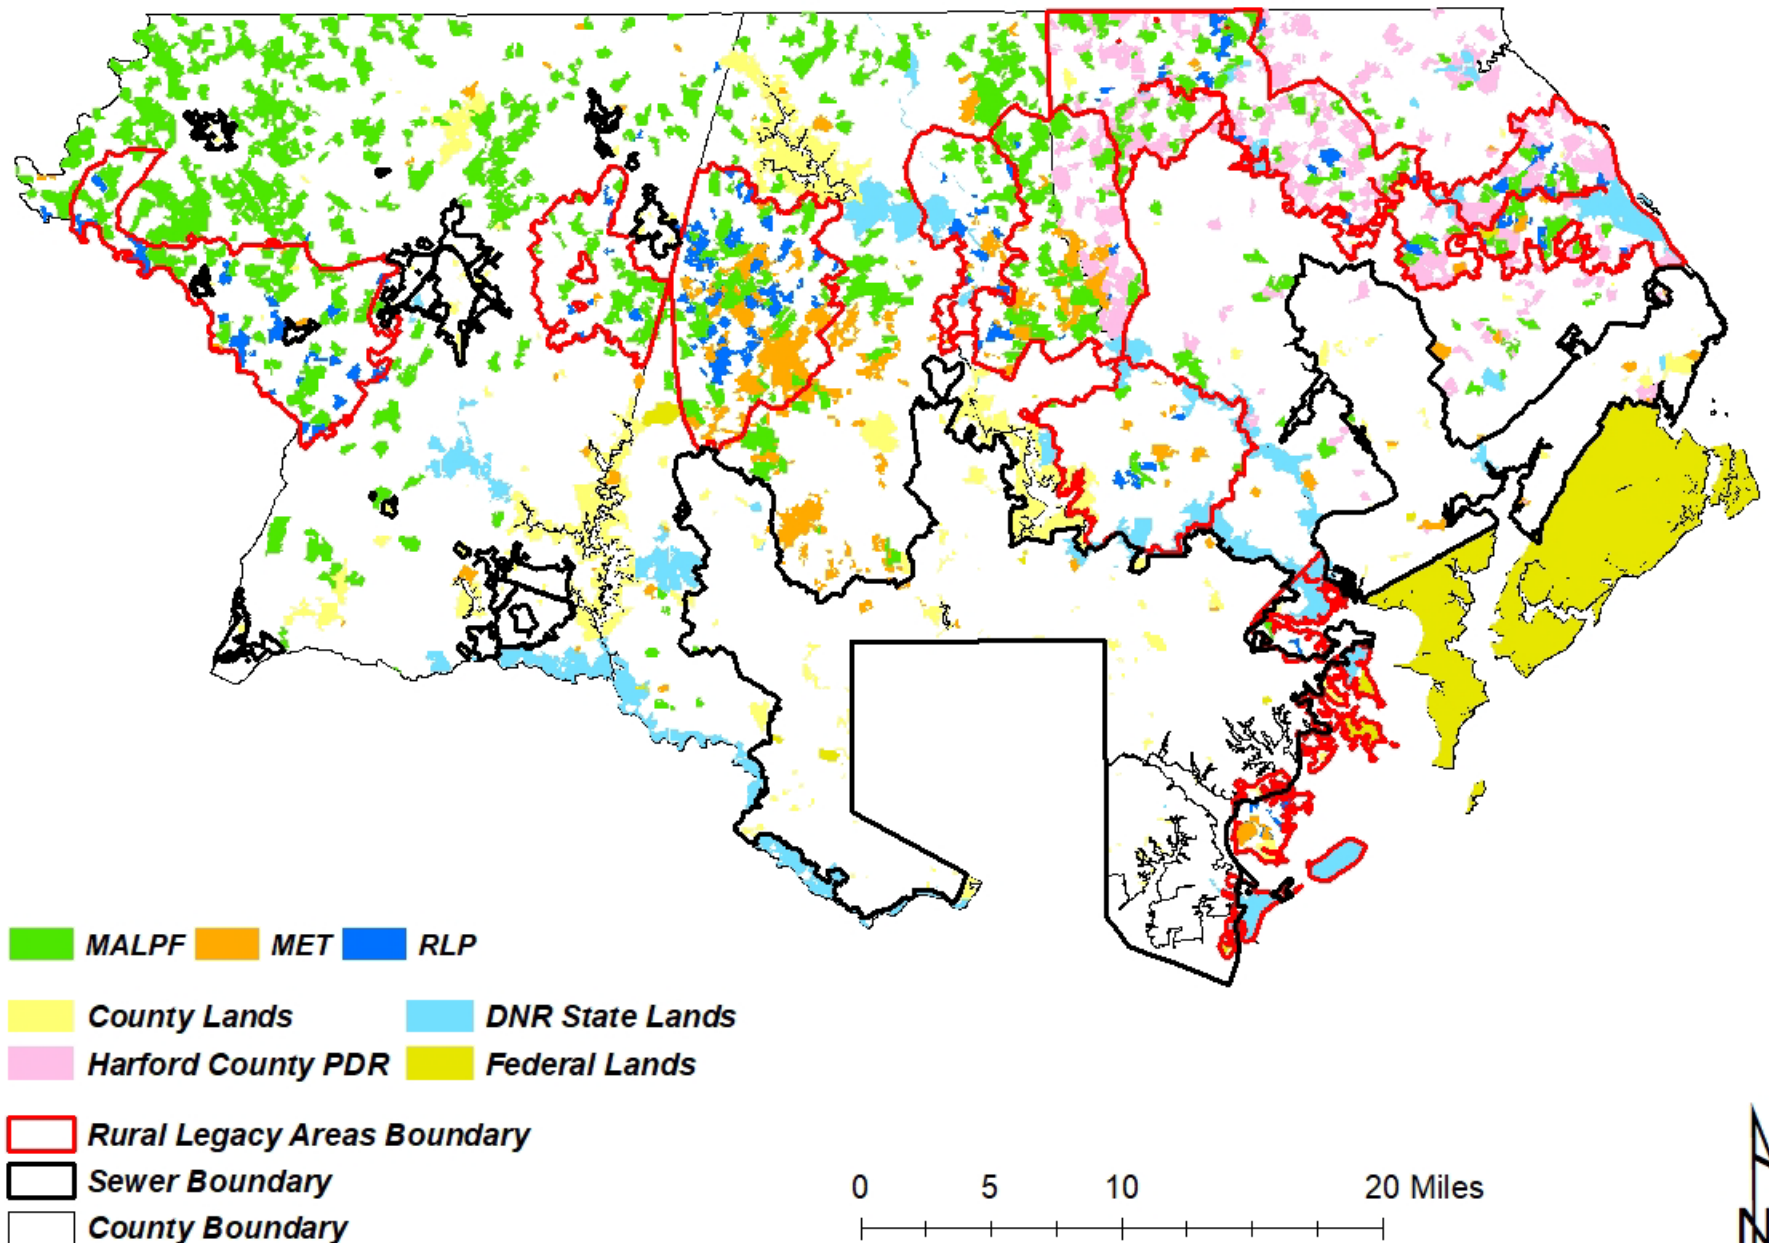 MALPF MET RLP
County Lands DNR State Lands
Harford County PDR Federal Lands
Rural Legacy Areas Boundary
Sewer Boundary
County Boundary
0 5 10 20 Miles
N